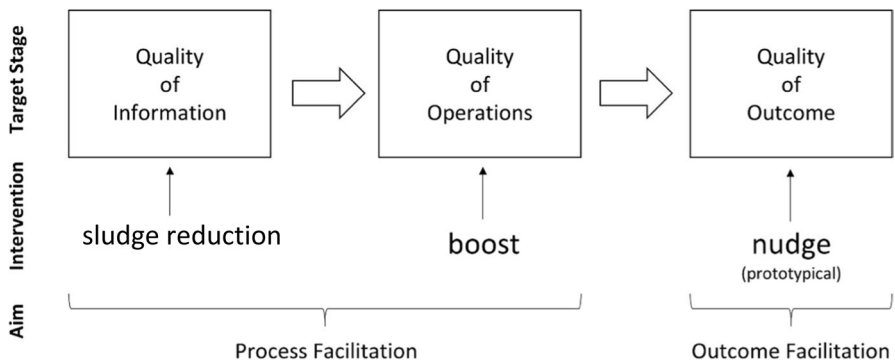 Target Stage
Quality
of
Information
Quality
of
Operations
Quality
of
Outcome
Intervention
sludge reduction
boost
nudge
(prototypical)
Aim
Process Facilitation
Outcome Facilitation